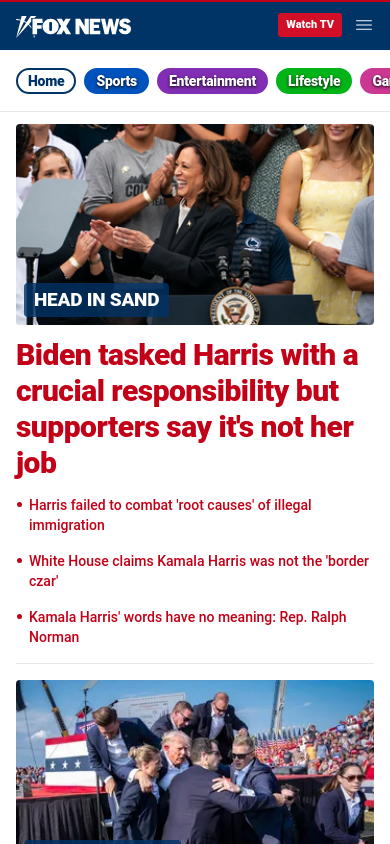 FOX NEWS
Watch TV
Home
Sports
Entertainment
Lifestyle
HEAD IN SAND
Biden tasked Harris with a
crucial responsibility but
supporters say it's not her
job
• Harris failed to combat 'root causes' of illegal
immigration
• White House claims Kamala Harris was not the 'border
czar'
• Kamala Harris' words have no meaning: Rep. Ralph
Norman